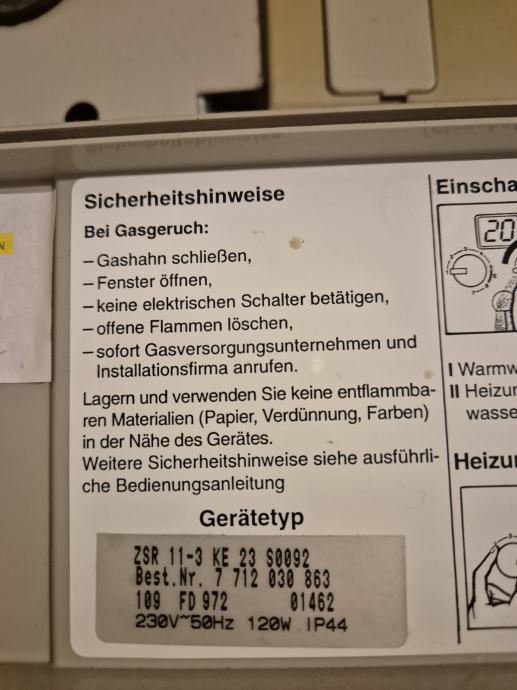 Sicherheitshinweise
Bei Gasgeruch:
– Gashahn schließen,
– Fenster öffnen,
– keine elektrischen Schalter betätigen,
– offene Flammen löschen,
– sofort Gasversorgungsunternehmen und
Installationsfirma anrufen.
Lagern und verwenden Sie keine entflammba-
ren Materialien (Papier, Verdünnung, Farben)
in der Nähe des Gerätes.
Weitere Sicherheitshinweise siehe ausführli-
che Bedienungsanleitung
Gerätetyp
ZSR 11-3 KE 23 S0092
Best.Nr. 7 712 030 863
109 FD 972 01462
230V~50Hz 120W IP44
Einscha
20
I Warmw
II Heizun
wasse
Heizun
N